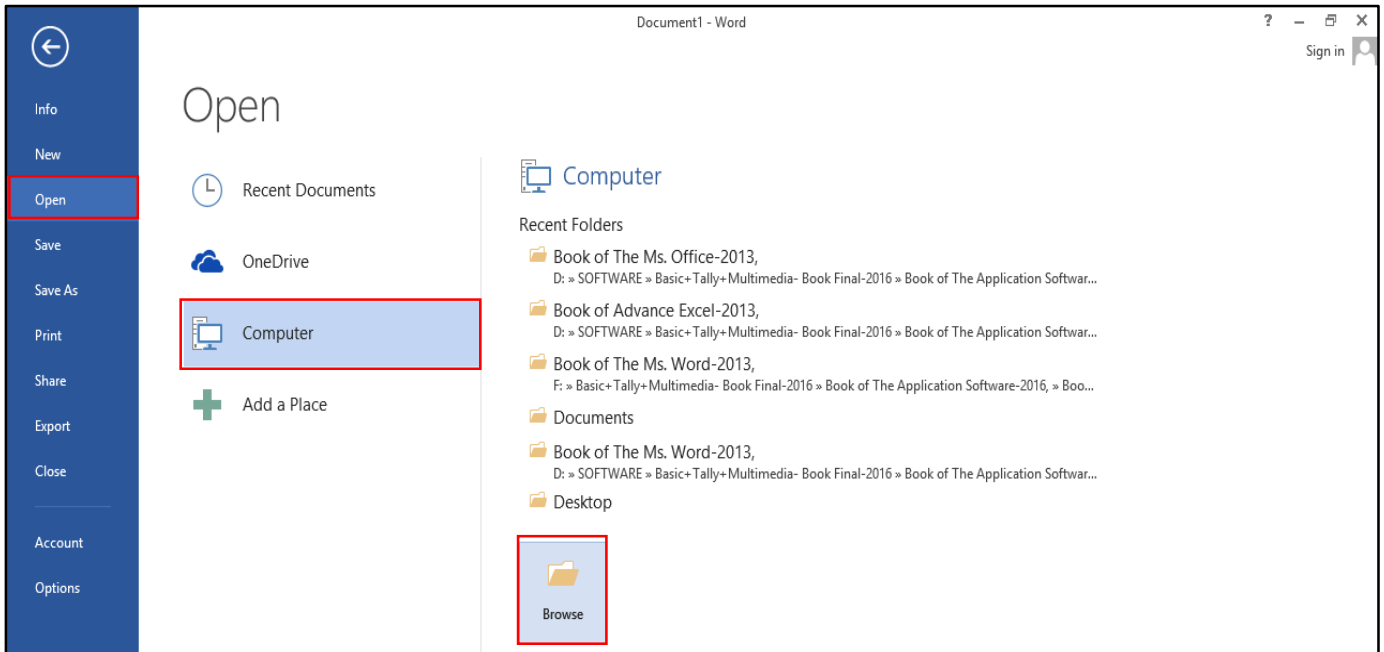 Document1 - Word
?
Sign in
Info
New
Open
Save
Save As
Print
Share
Export
Close
Account
Options
Open
Recent Documents
OneDrive
Computer
Add a Place
Computer
Recent Folders
Book of The Ms. Office-2013,
D: » SOFTWARE » Basic+Tally+Multimedia- Book Final-2016 » Book of The Application Softwar...
Book of Advance Excel-2013,
D: » SOFTWARE » Basic+Tally+Multimedia- Book Final-2016 » Book of The Application Softwar...
Book of The Ms. Word-2013,
F: » Basic+Tally+Multimedia- Book Final-2016 » Book of The Application Software-2016, » Boo...
Documents
Book of The Ms. Word-2013,
D: » SOFTWARE » Basic+Tally+Multimedia- Book Final-2016 » Book of The Application Softwar...
Desktop
Browse